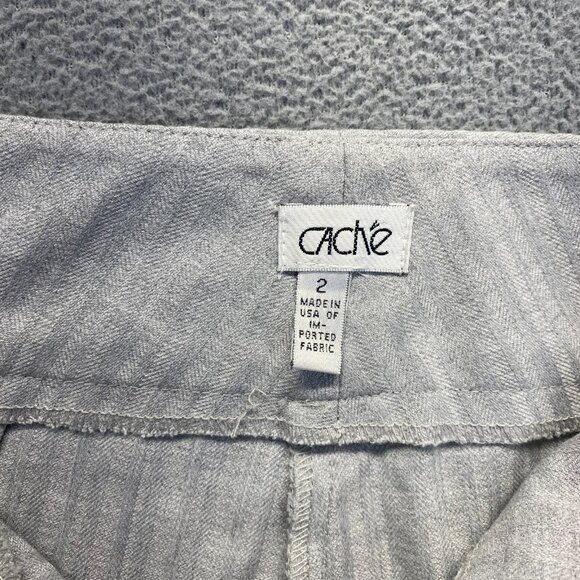 CAché
2
MADE IN
USA OF
IM-
PORTED
FABRIC